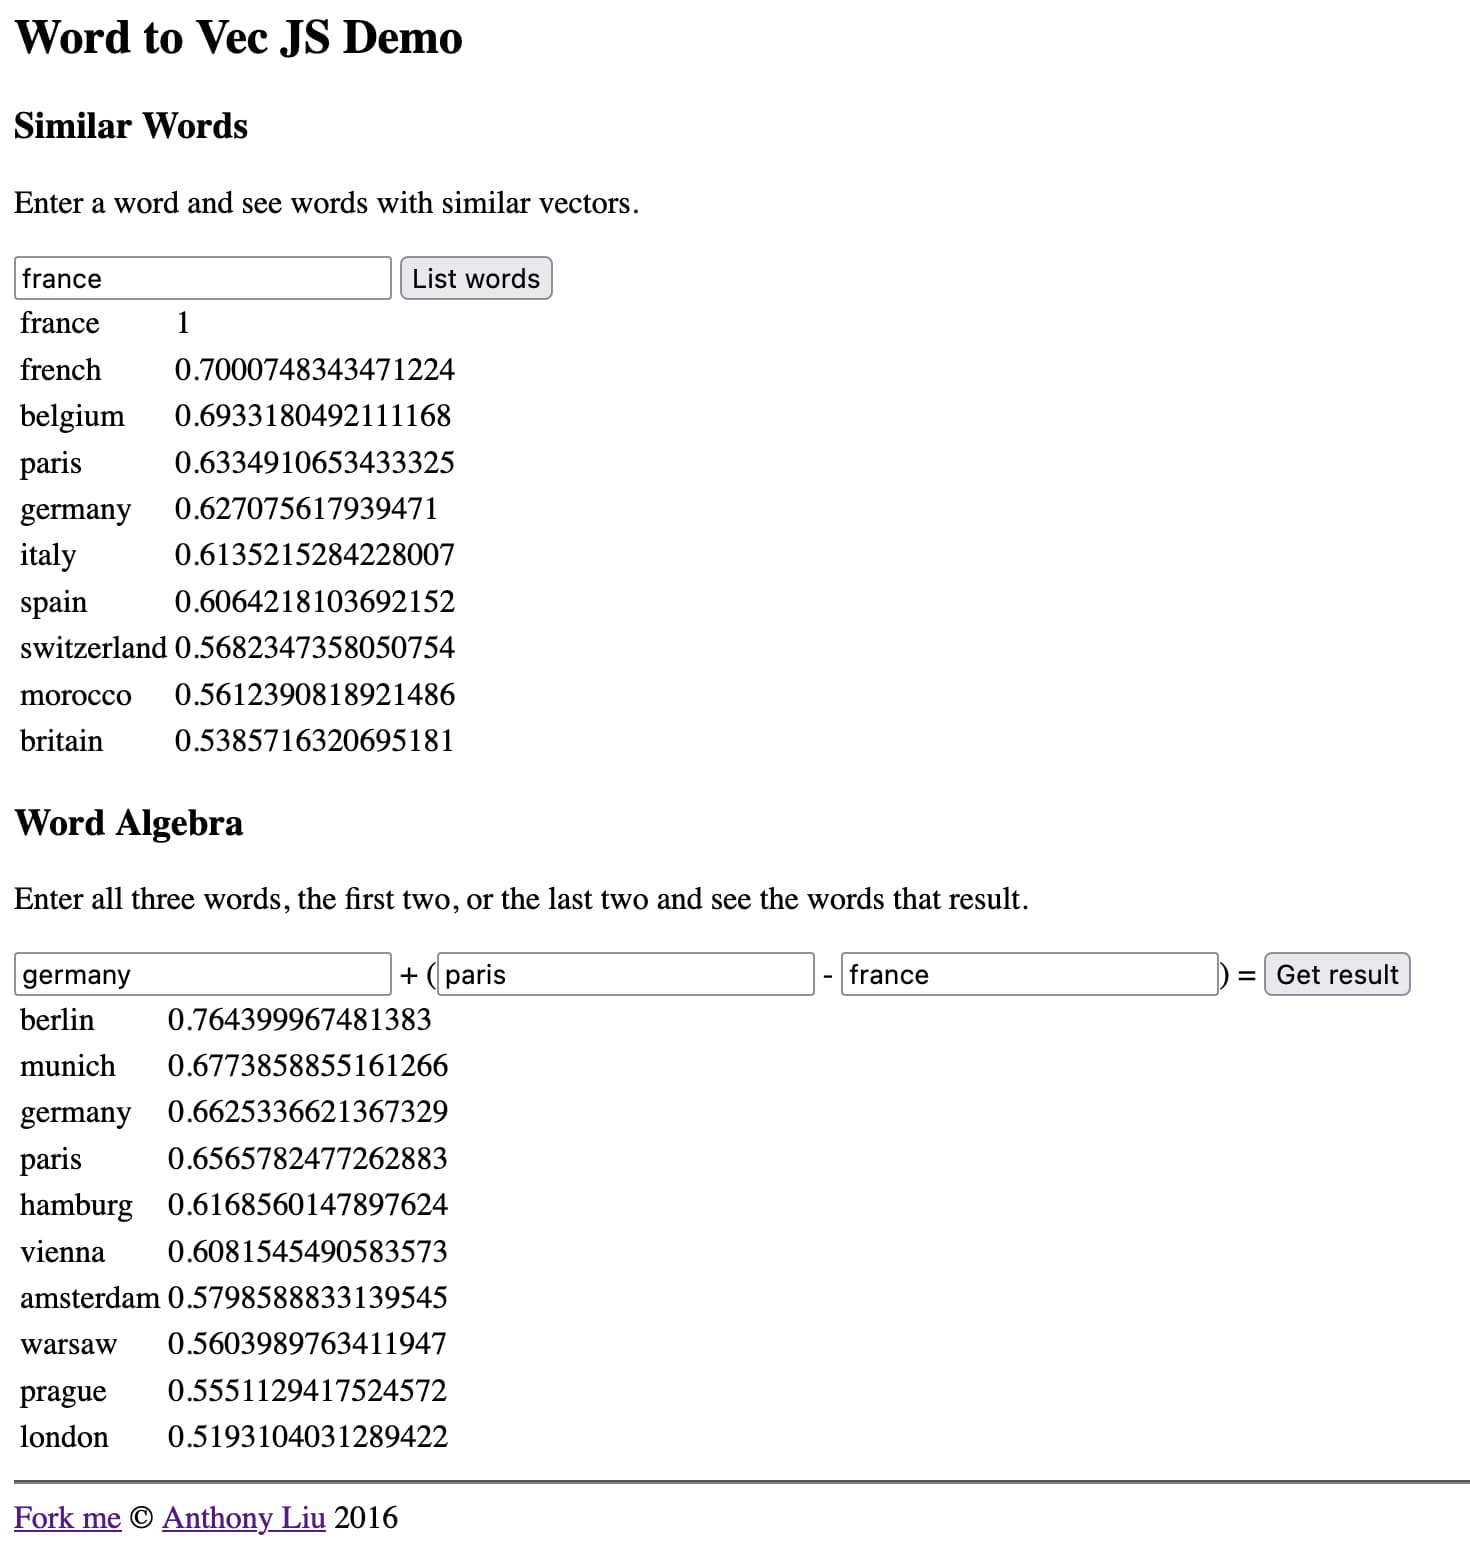 Word to Vec JS Demo
Similar Words
Enter a word and see words with similar vectors.
france List words
france 1
french 0.7000748343471224
belgium 0.6933180492111168
paris 0.6334910653433325
germany 0.627075617939471
italy 0.6135215284228007
spain 0.6064218103692152
switzerland 0.5682347358050754
morocco 0.5612390818921486
britain 0.5385716320695181
Word Algebra
Enter all three words, the first two, or the last two and see the words that result.
germany + (paris - france) = Get result
berlin 0.764399967481383
munich 0.6773858855161266
germany 0.6625336621367329
paris 0.6565782477262883
hamburg 0.6168560147897624
vienna 0.6081545490583573
amsterdam 0.5798588833139545
warsaw 0.5603989763411947
prague 0.5551129417524572
london 0.5193104031289422
Fork me © Anthony Liu 2016